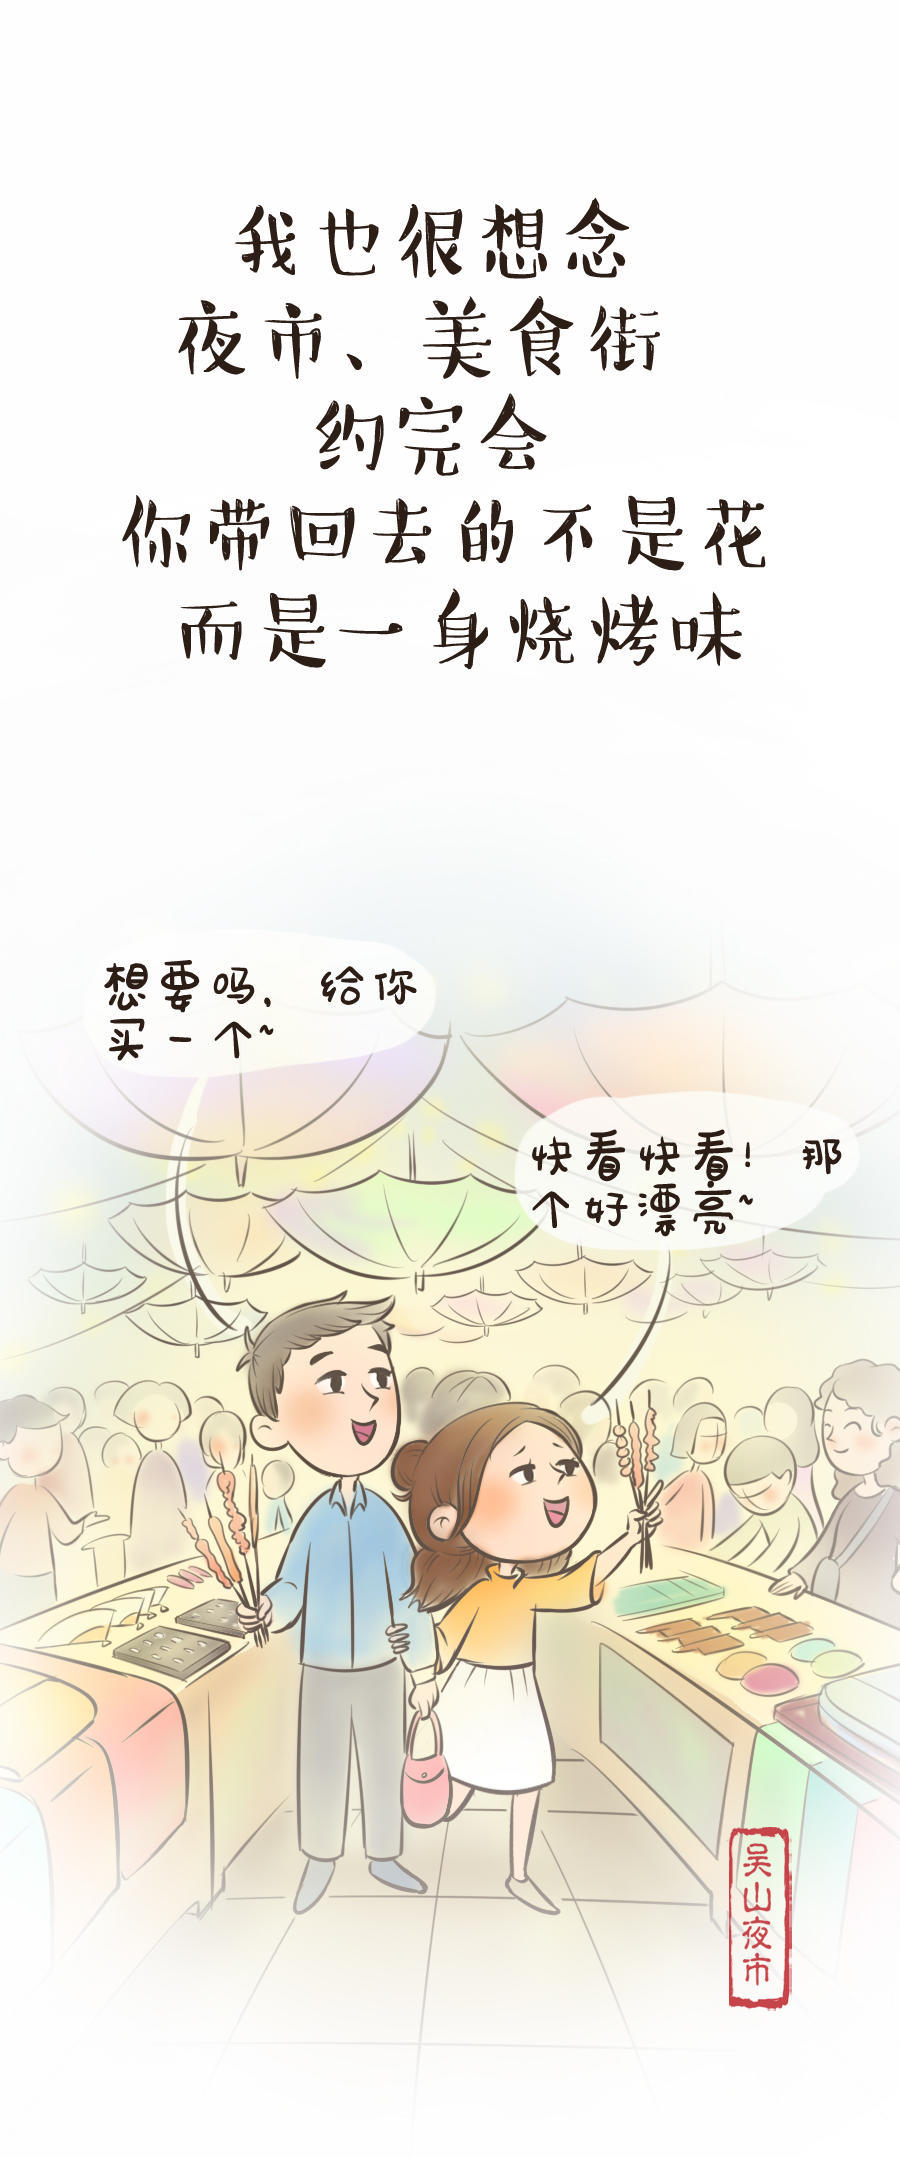 我也很想念
夜市、美食街
约完会
你带回去的不是花
而是一身烧烤味
想要吗，给你
买一个~
快看快看！那
个好漂亮~
吴山夜市